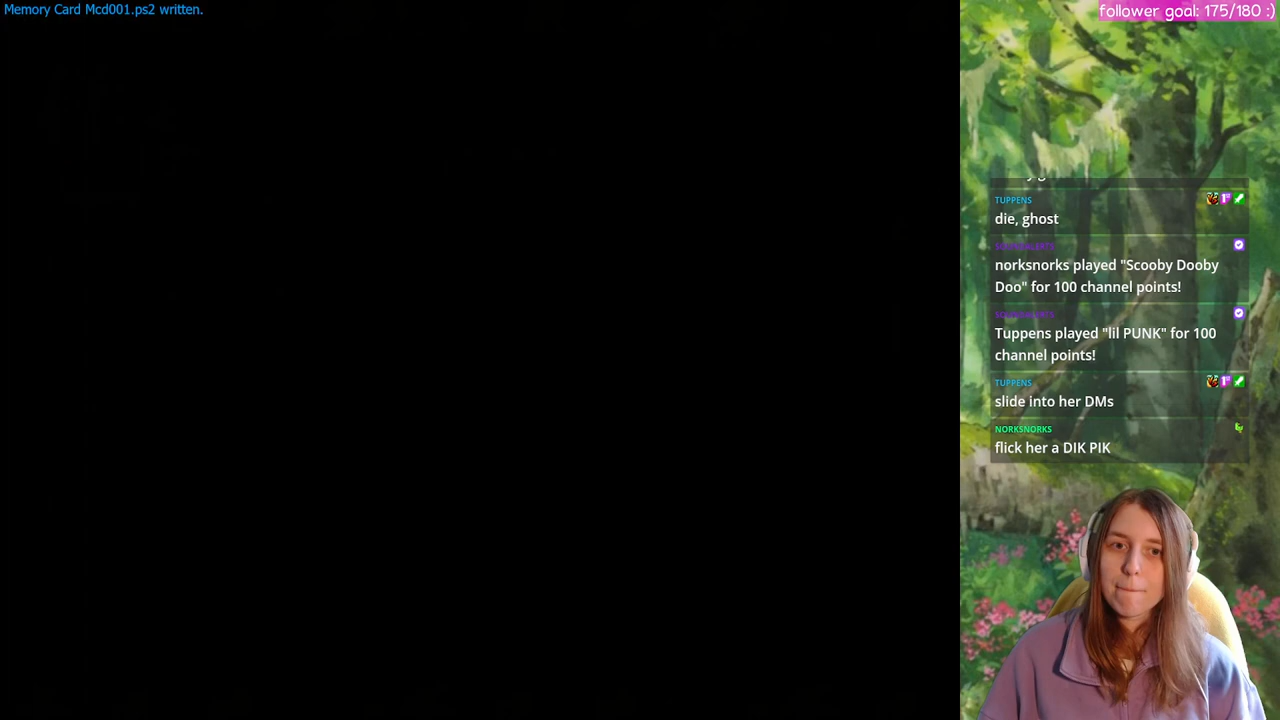 Memory Card Mcd001.ps2 written.
follower goal: 175/180 :)
TUPPENS
die, ghost
norksnorks played "Scooby Dooby
Doo" for 100 channel points!
Tuppens played "lil PUNK" for 100
channel points!
TUPPENS
slide into her DMs
NORKSNORKS
flick her a DIK PIK